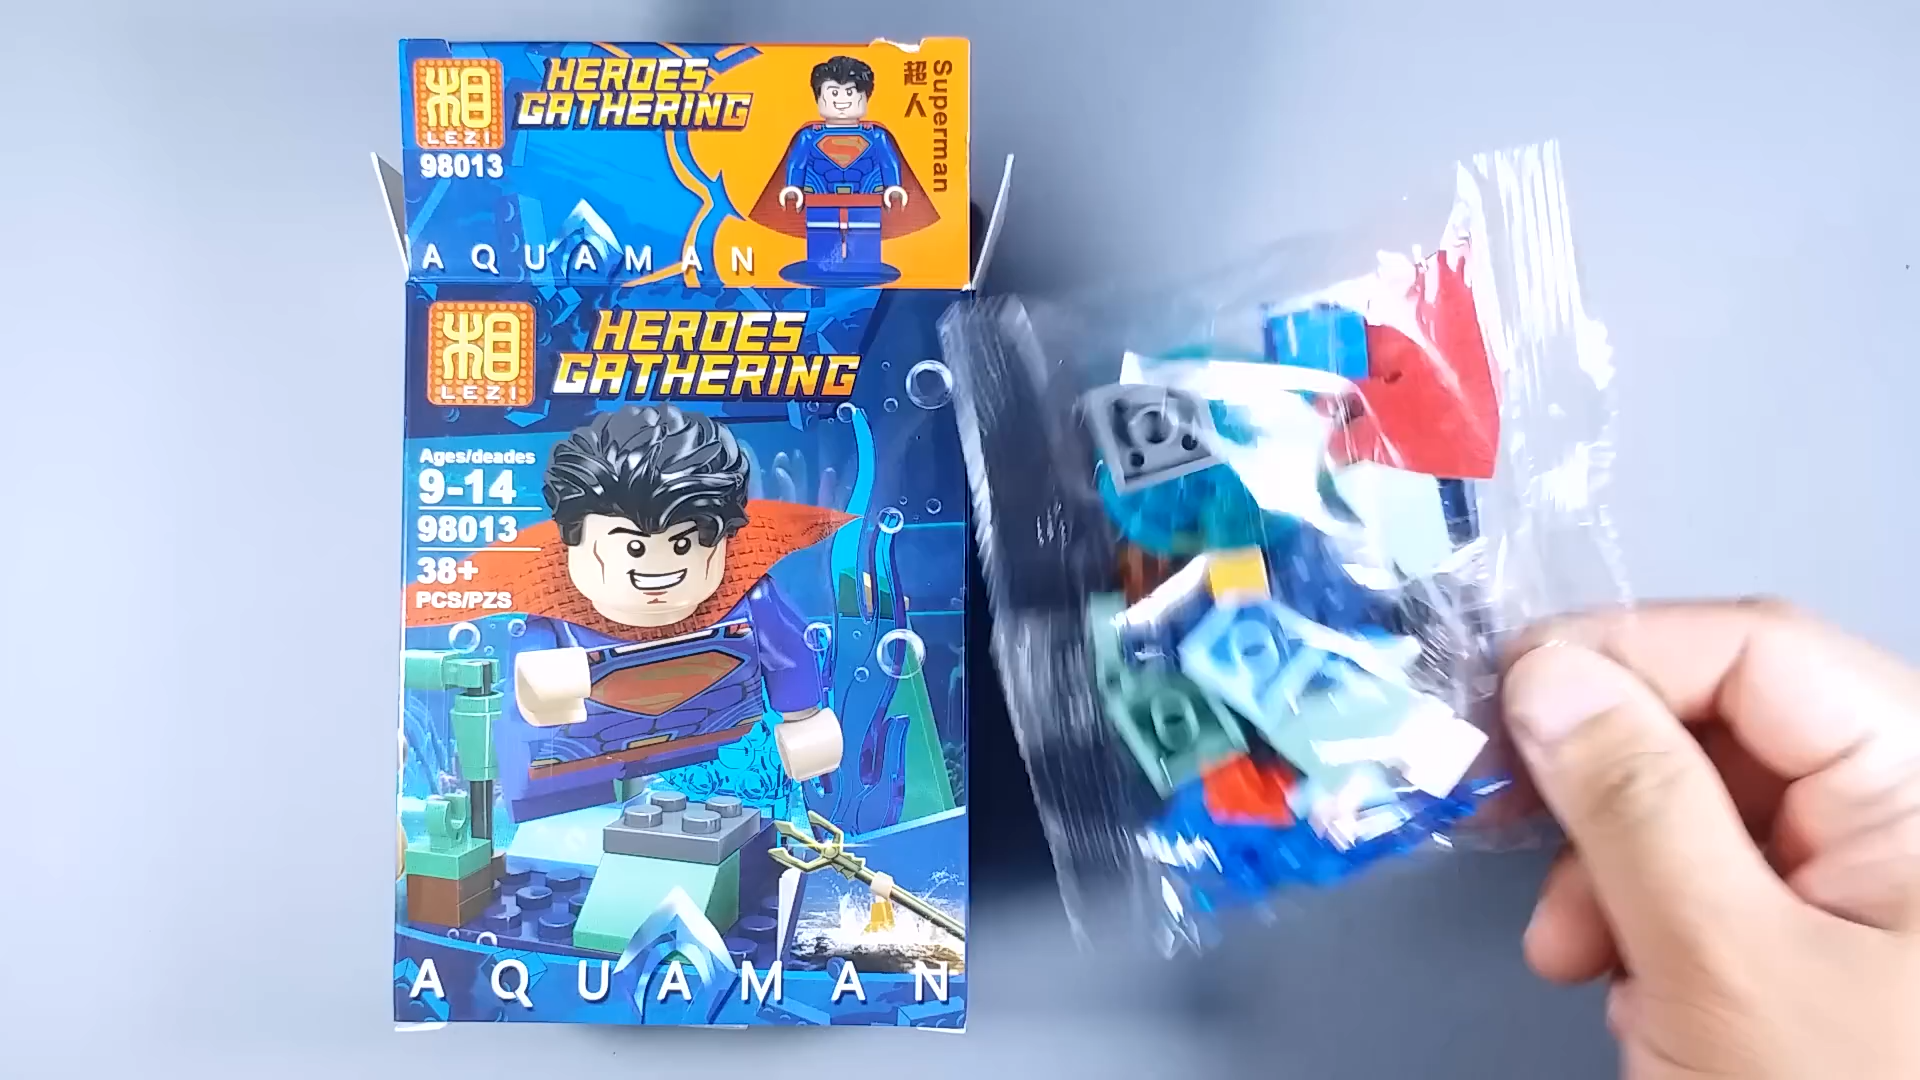 相
LEZI
98013
HEROES
GATHERING
超人
Superman
AQUAMAN
相
LEZI
HEROES
GATHERING
Ages/deades
9-14
98013
38+
PCS/PZS
AQUAMAN